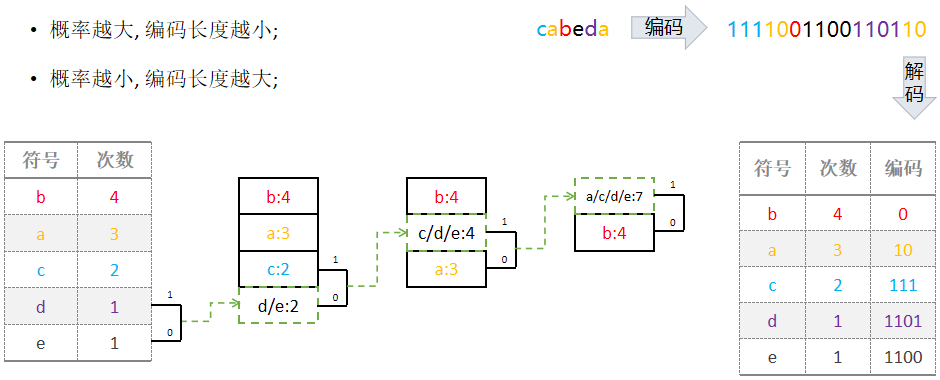 • 概率越大, 编码长度越小;
• 概率越小, 编码长度越大;
cabeda 编码 1111001100110110
解码
符号 次数
b 4
a 3
c 2
d 1
e 1
1
0
b:4
a:3
c:2
d/e:2
1
0
b:4
c/d/e:4
a:3
1
0
a/c/d/e:7
b:4
1
0
符号 次数 编码
b 4 0
a 3 10
c 2 111
d 1 1101
e 1 1100